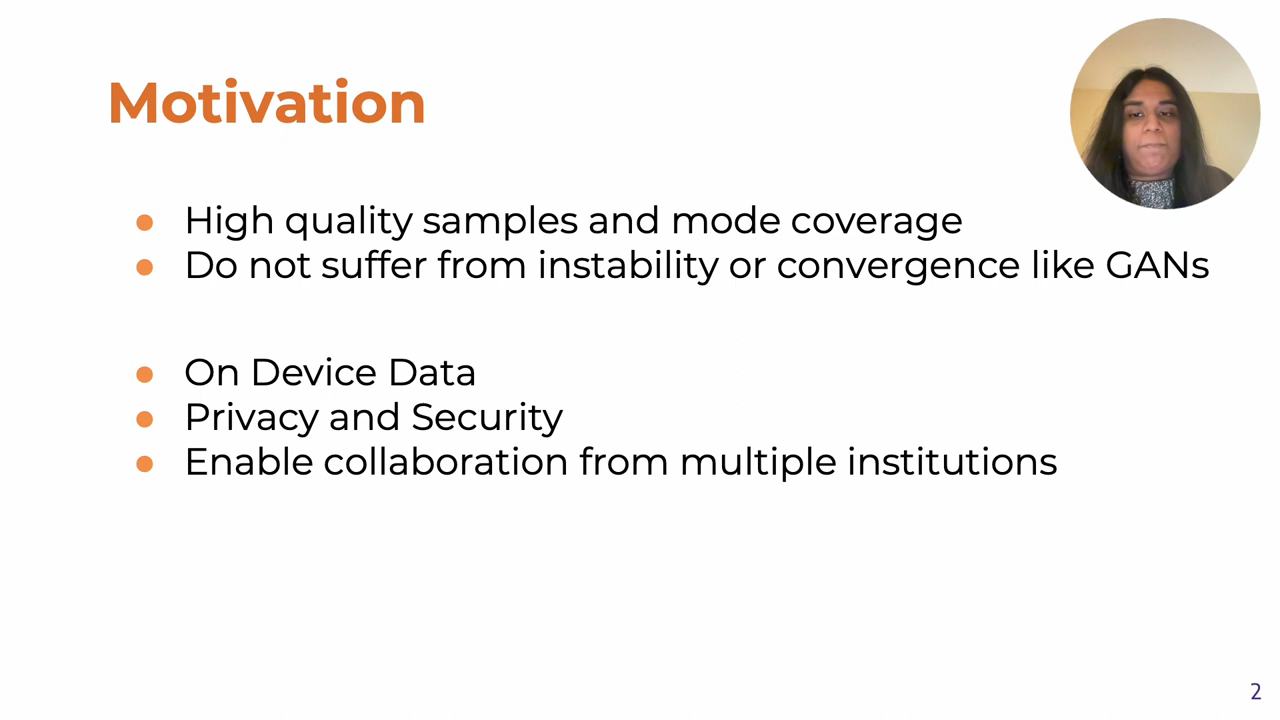 Motivation
● High quality samples and mode coverage
● Do not suffer from instability or convergence like GANs
● On Device Data
● Privacy and Security
● Enable collaboration from multiple institutions
2